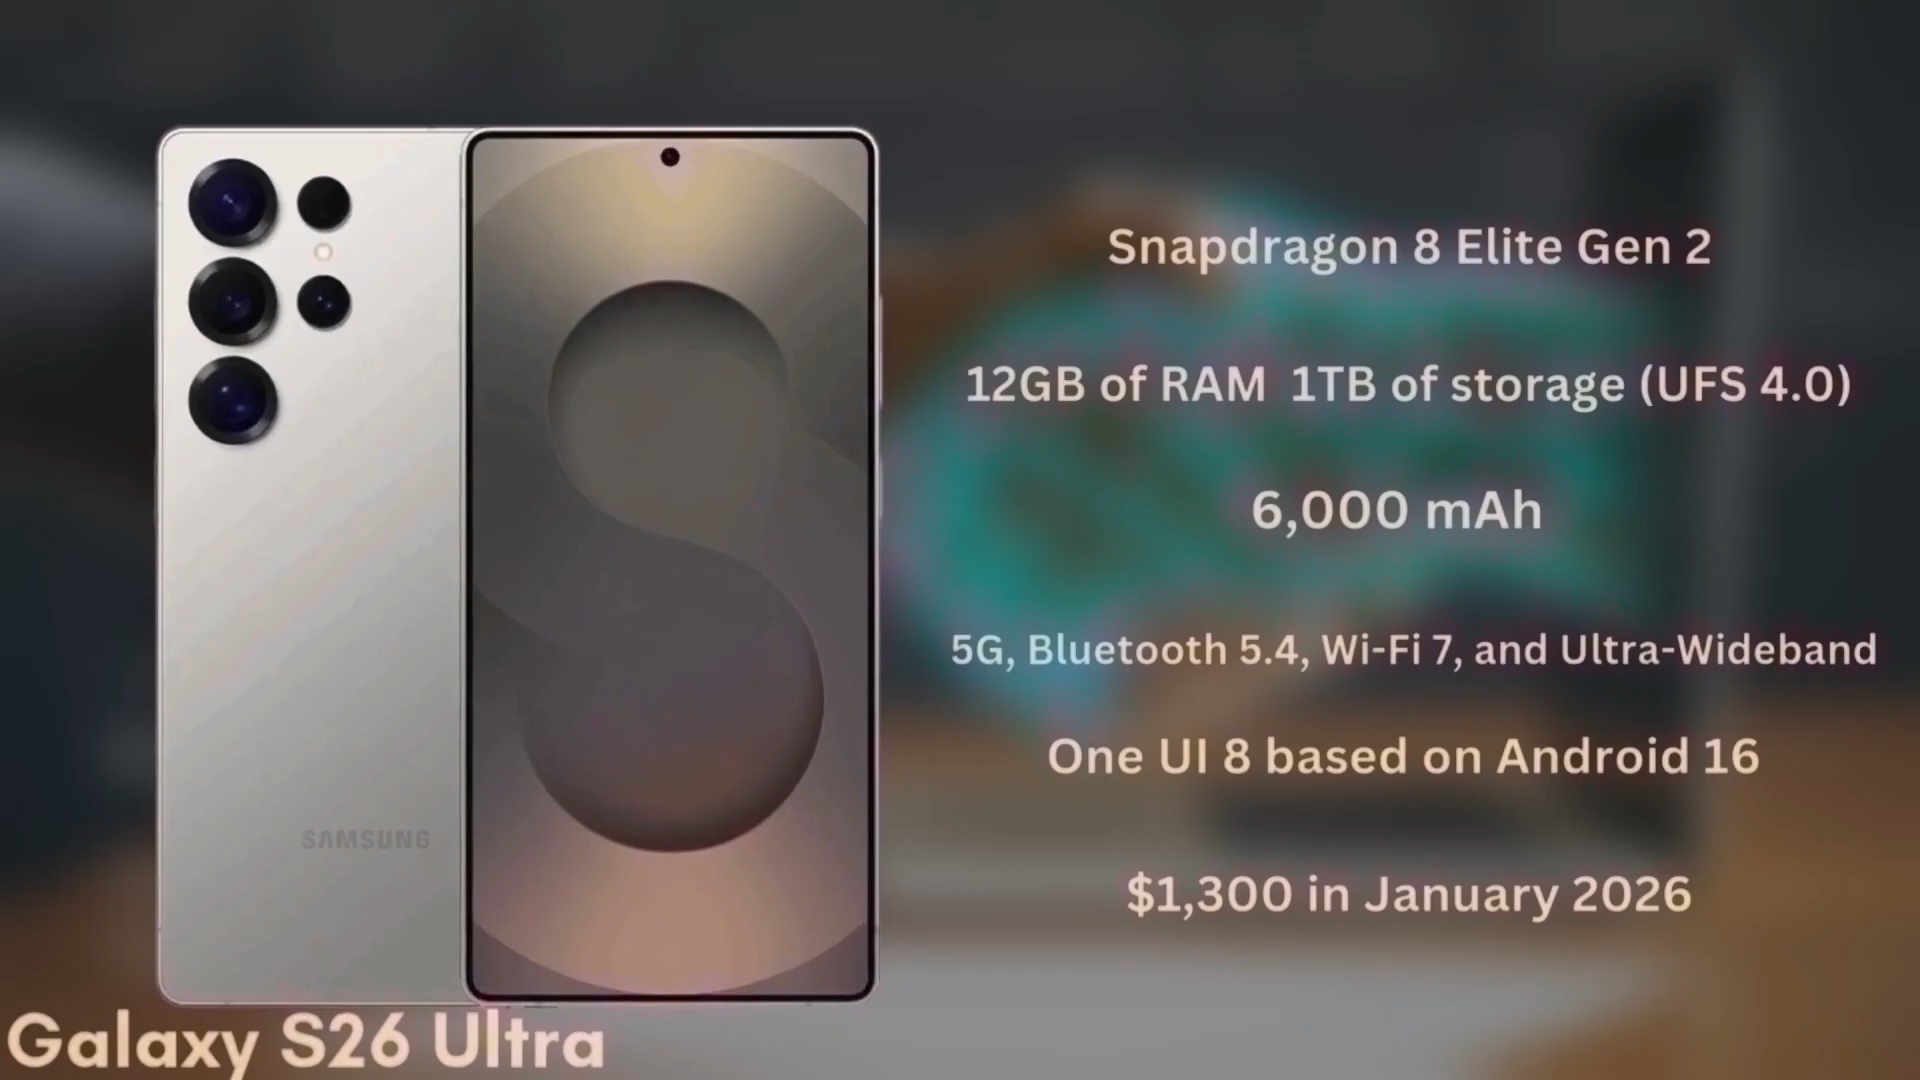 Snapdragon 8 Elite Gen 2
12GB of RAM 1TB of storage (UFS 4.0)
6,000 mAh
5G, Bluetooth 5.4, Wi-Fi 7, and Ultra-Wideband
One UI 8 based on Android 16
SAMSUNG
$1,300 in January 2026
Galaxy S26 Ultra